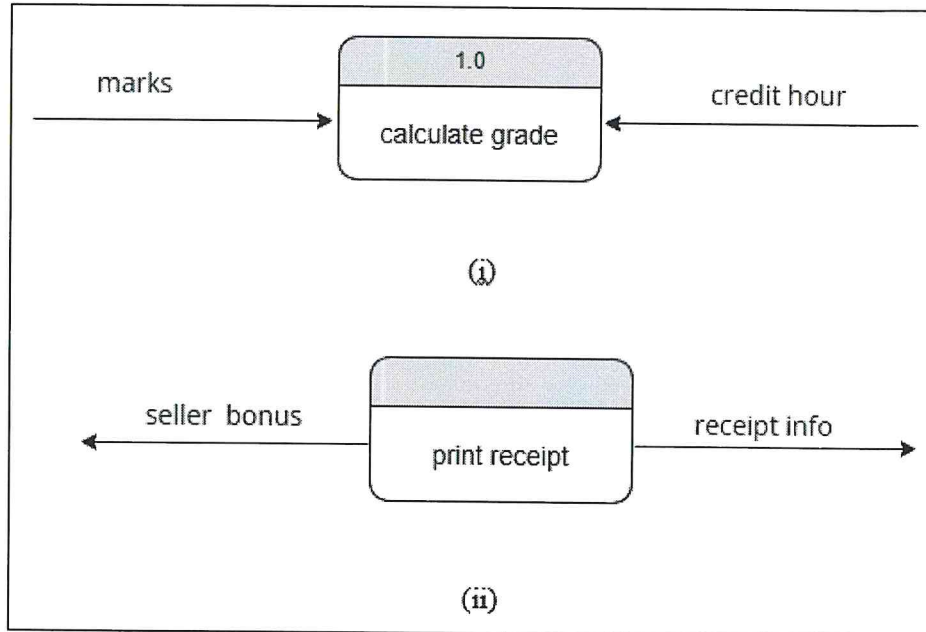 1.0
marks
credit hour
calculate grade
(i)
seller bonus
receipt info
print receipt
(ii)